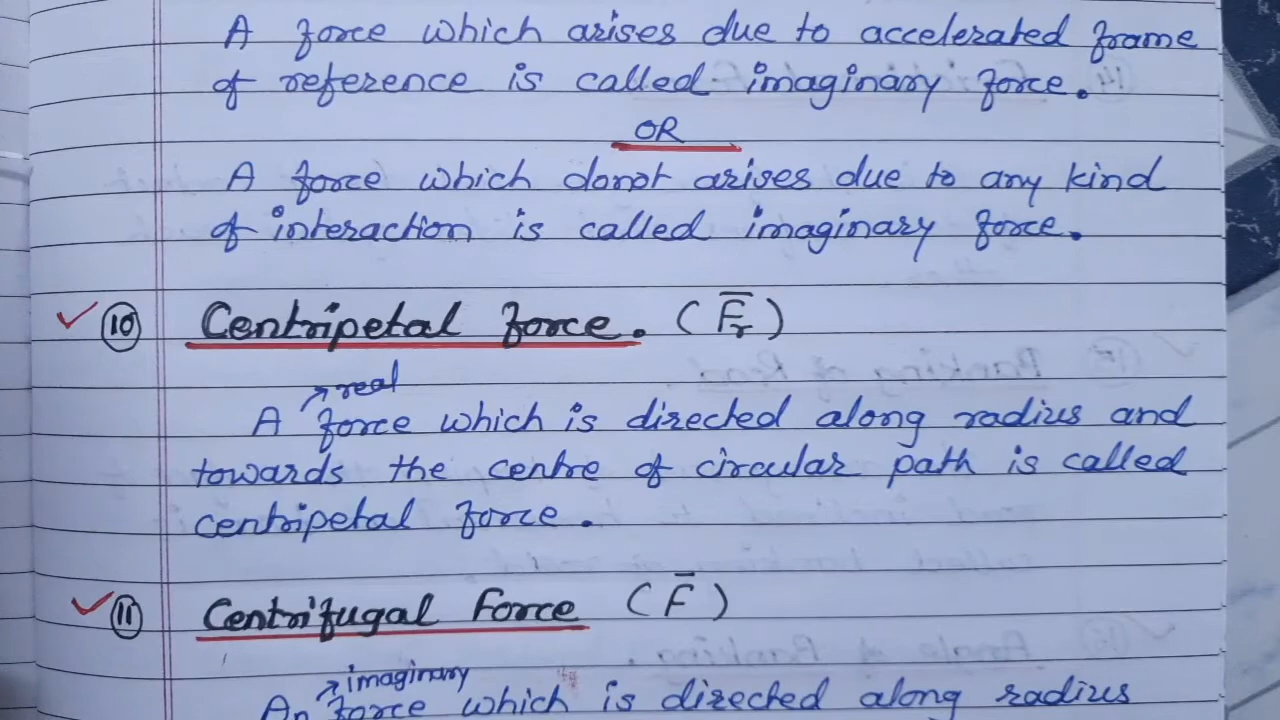 A force which arises due to accelerated frame
of reference is called imaginary force.
OR
A force which donot arises due to any kind
of interaction is called imaginary force.
✓ ⑩ Centripetal force. (F̅r)
↗ real
A force which is directed along radius and
towards the centre of circular path is called
centripetal force.
✓ ⑪ Centrifugal Force (F̅)
↗ imaginary
An force which is directed along radius